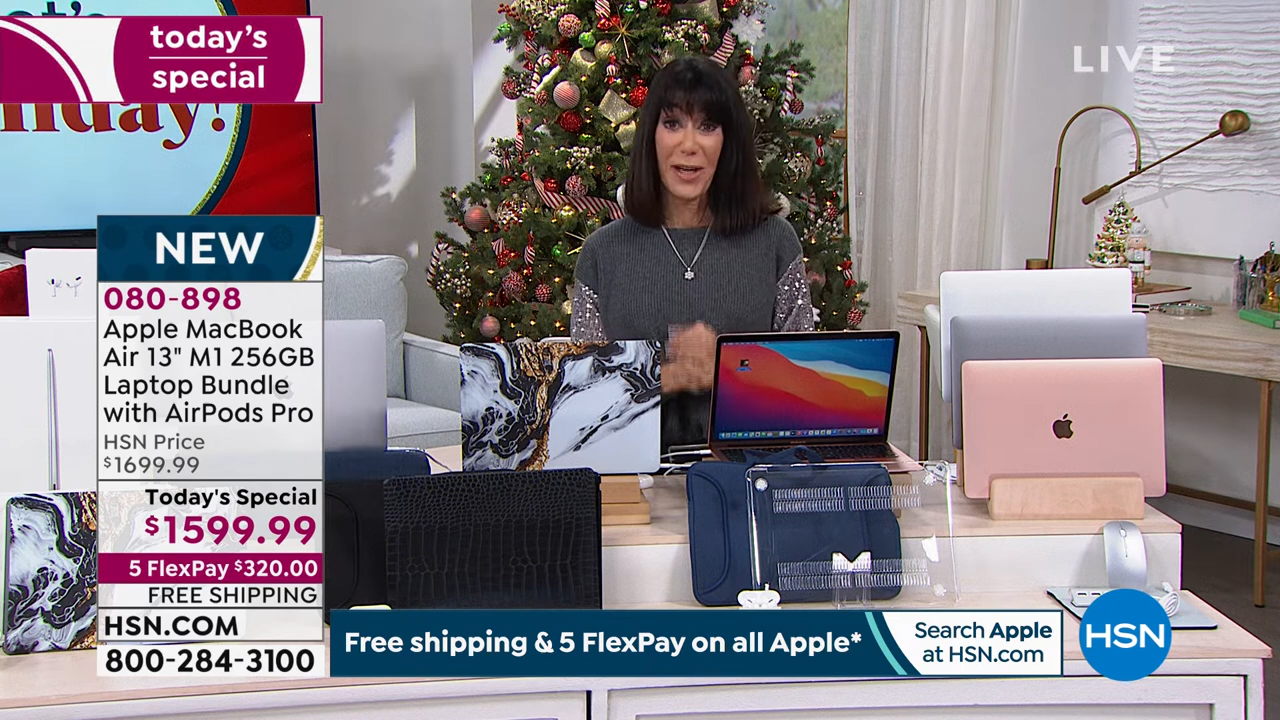 today's
special
LIVE
nday!
NEW
080-898
Apple MacBook
Air 13" M1 256GB
Laptop Bundle
with AirPods Pro
HSN Price
$1699.99
Today's Special
$1599.99
5 FlexPay $320.00
FREE SHIPPING
HSN.COM
800-284-3100
Free shipping & 5 FlexPay on all Apple*
Search Apple
at HSN.com
HSN